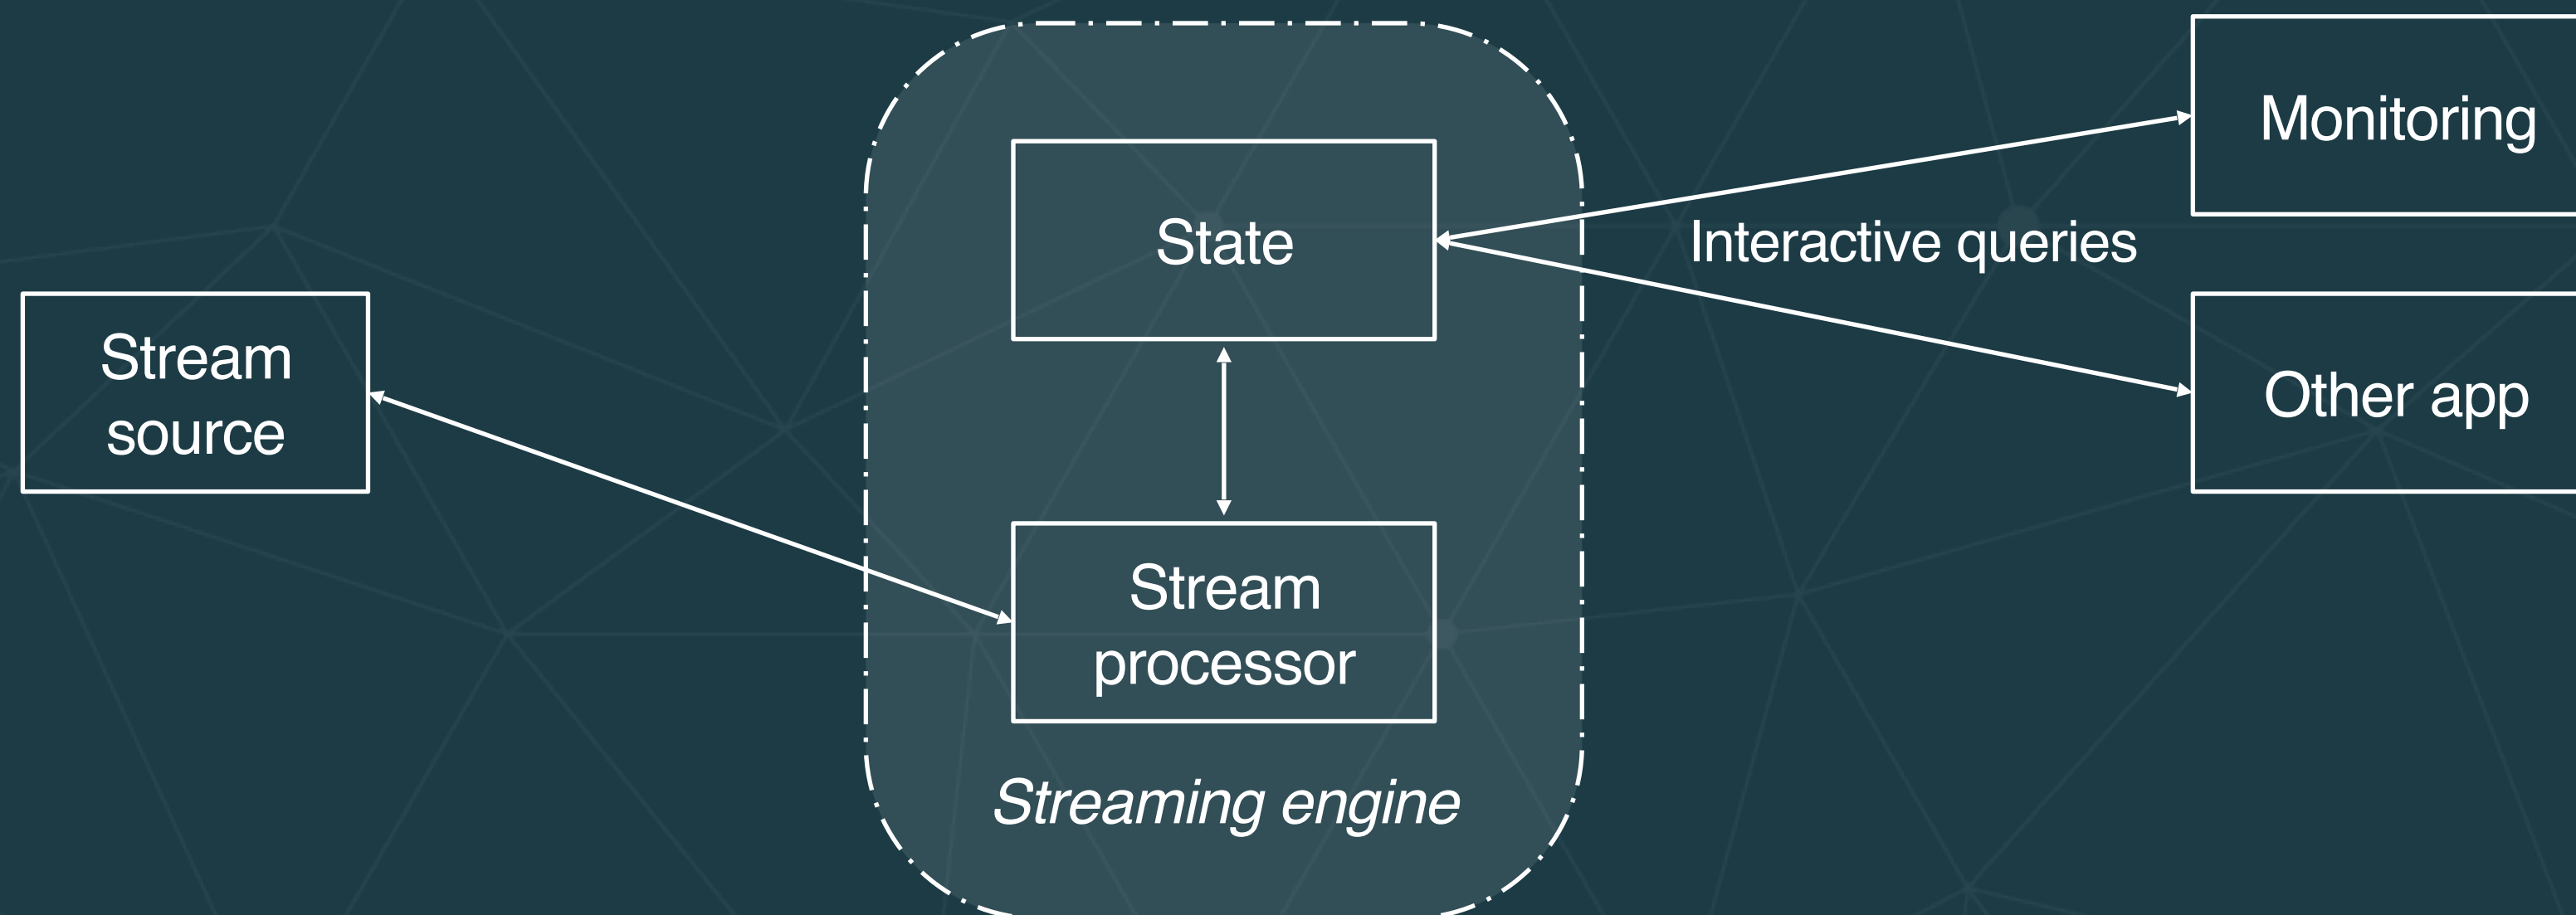 Stream
source
State
Stream
processor
Streaming engine
Interactive queries
Monitoring
Other app